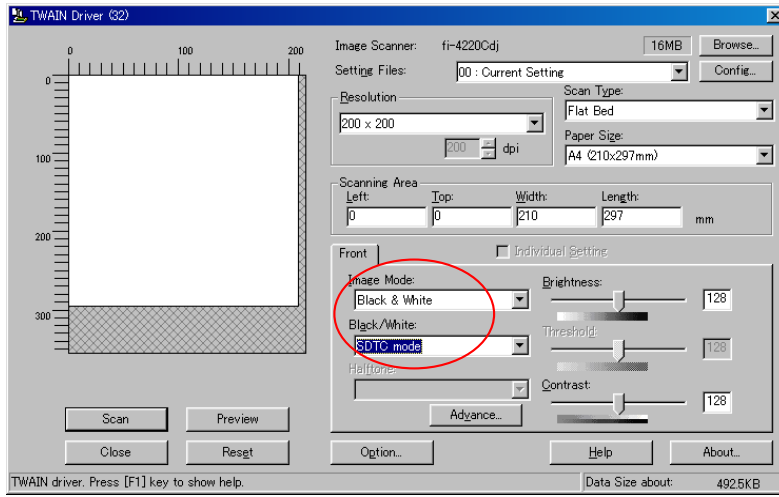 TWAIN Driver (32)
Image Scanner: fi-4220Cdj 16MB Browse...
Setting Files: 00 : Current Setting Config...
0 100 200
0
100
200
300
Resolution
200 x 200
200 dpi
Scan Type:
Flat Bed
Paper Size:
A4 (210x297mm)
Scanning Area
Left: Top: Width: Length:
0 0 210 297 mm
Front Individual Setting
Image Mode:
Black & White
Black/White:
SDTC mode
Halftone:
Advance...
Brightness:
128
Threshold:
128
Contrast:
128
Scan Preview
Close Reset Option... Help About...
TWAIN driver. Press [F1] key to show help. Data Size about: 492.5KB